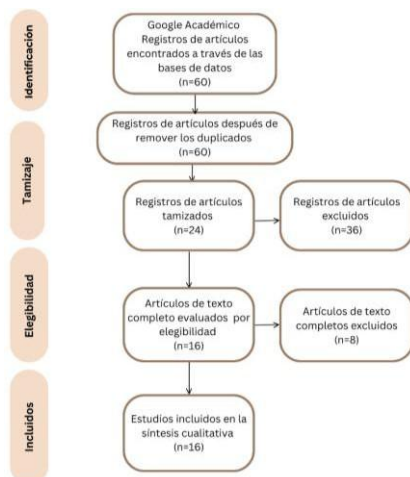 Identificación
Google Académico
Registros de artículos
encontrados a través de las
bases de datos
(n=60)
Tamizaje
Registros de artículos después de
remover los duplicados
(n=60)
Registros de artículos
tamizados
(n=24)
Registros de artículos
excluidos
(n=36)
Elegibilidad
Artículos de texto
completo evaluados por
elegibilidad
(n=16)
Artículos de texto
completos excluidos
(n=8)
Incluidos
Estudios incluidos en la
síntesis cualitativa
(n=16)